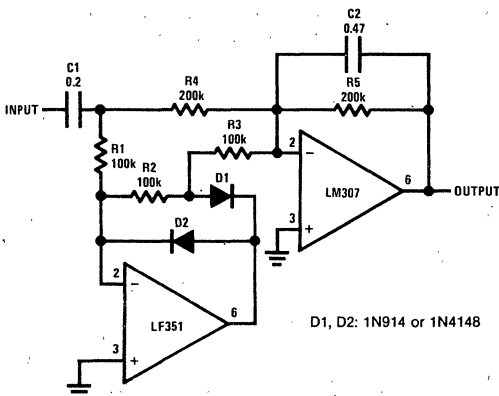 C2
0.47
C1
0.2
R4
200k
R5
200k
INPUT
R1
100k
R3
100k
R2
100k
D1
2
−
LM307
6
OUTPUT
D2
3
+
2
−
6
LF351
D1, D2: 1N914 or 1N4148
3
+